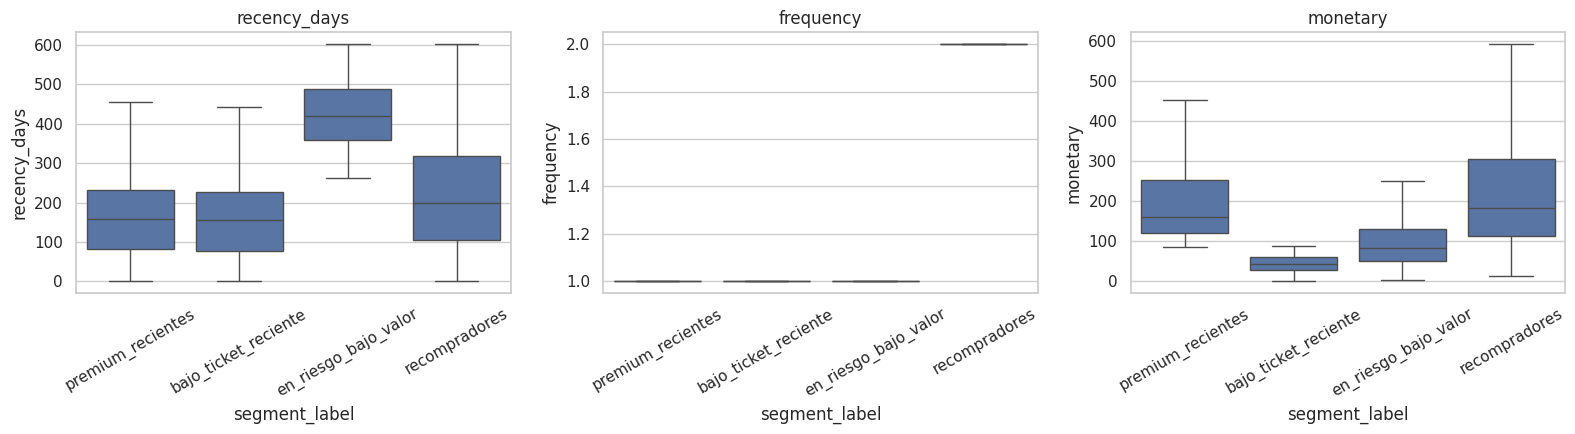 recency_days
recency_days
600
500
400
300
200
100
0
premium_recientes
bajo_ticket_reciente
en_riesgo_bajo_valor
recompradores
segment_label
frequency
frequency
2.0
1.8
1.6
1.4
1.2
1.0
premium_recientes
bajo_ticket_reciente
en_riesgo_bajo_valor
recompradores
segment_label
monetary
monetary
600
500
400
300
200
100
0
premium_recientes
bajo_ticket_reciente
en_riesgo_bajo_valor
recompradores
segment_label